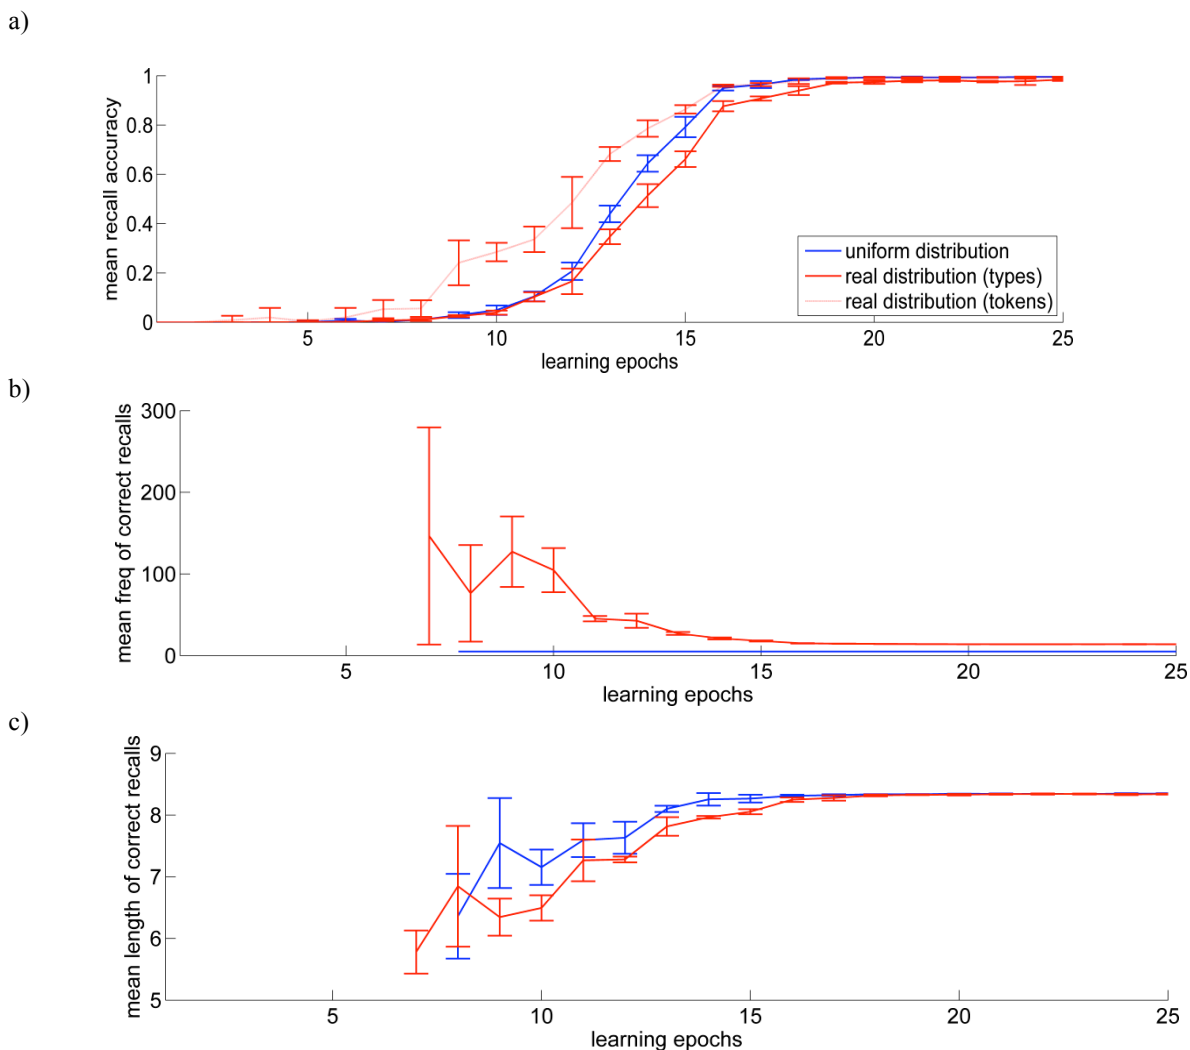 a)
1
0.8
0.6
0.4
0.2
0
mean recall accuracy
uniform distribution
real distribution (types)
real distribution (tokens)
5 10 15 20 25
learning epochs
b)
300
200
100
0
mean freq of correct recalls
5 10 15 20 25
learning epochs
c)
9
8
7
6
5
mean length of correct recalls
5 10 15 20 25
learning epochs